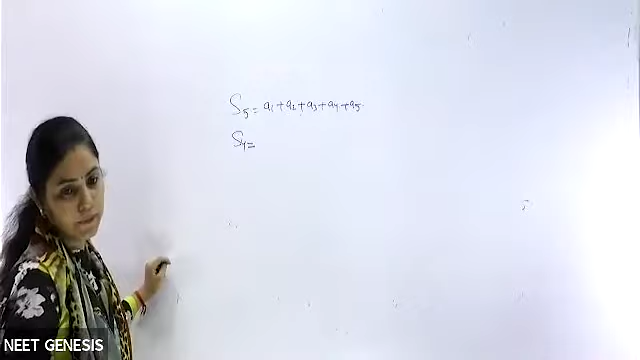 S₅ = a₁ + a₂ + a₃ + a₄ + a₅
S₄ =
NEET GENESIS